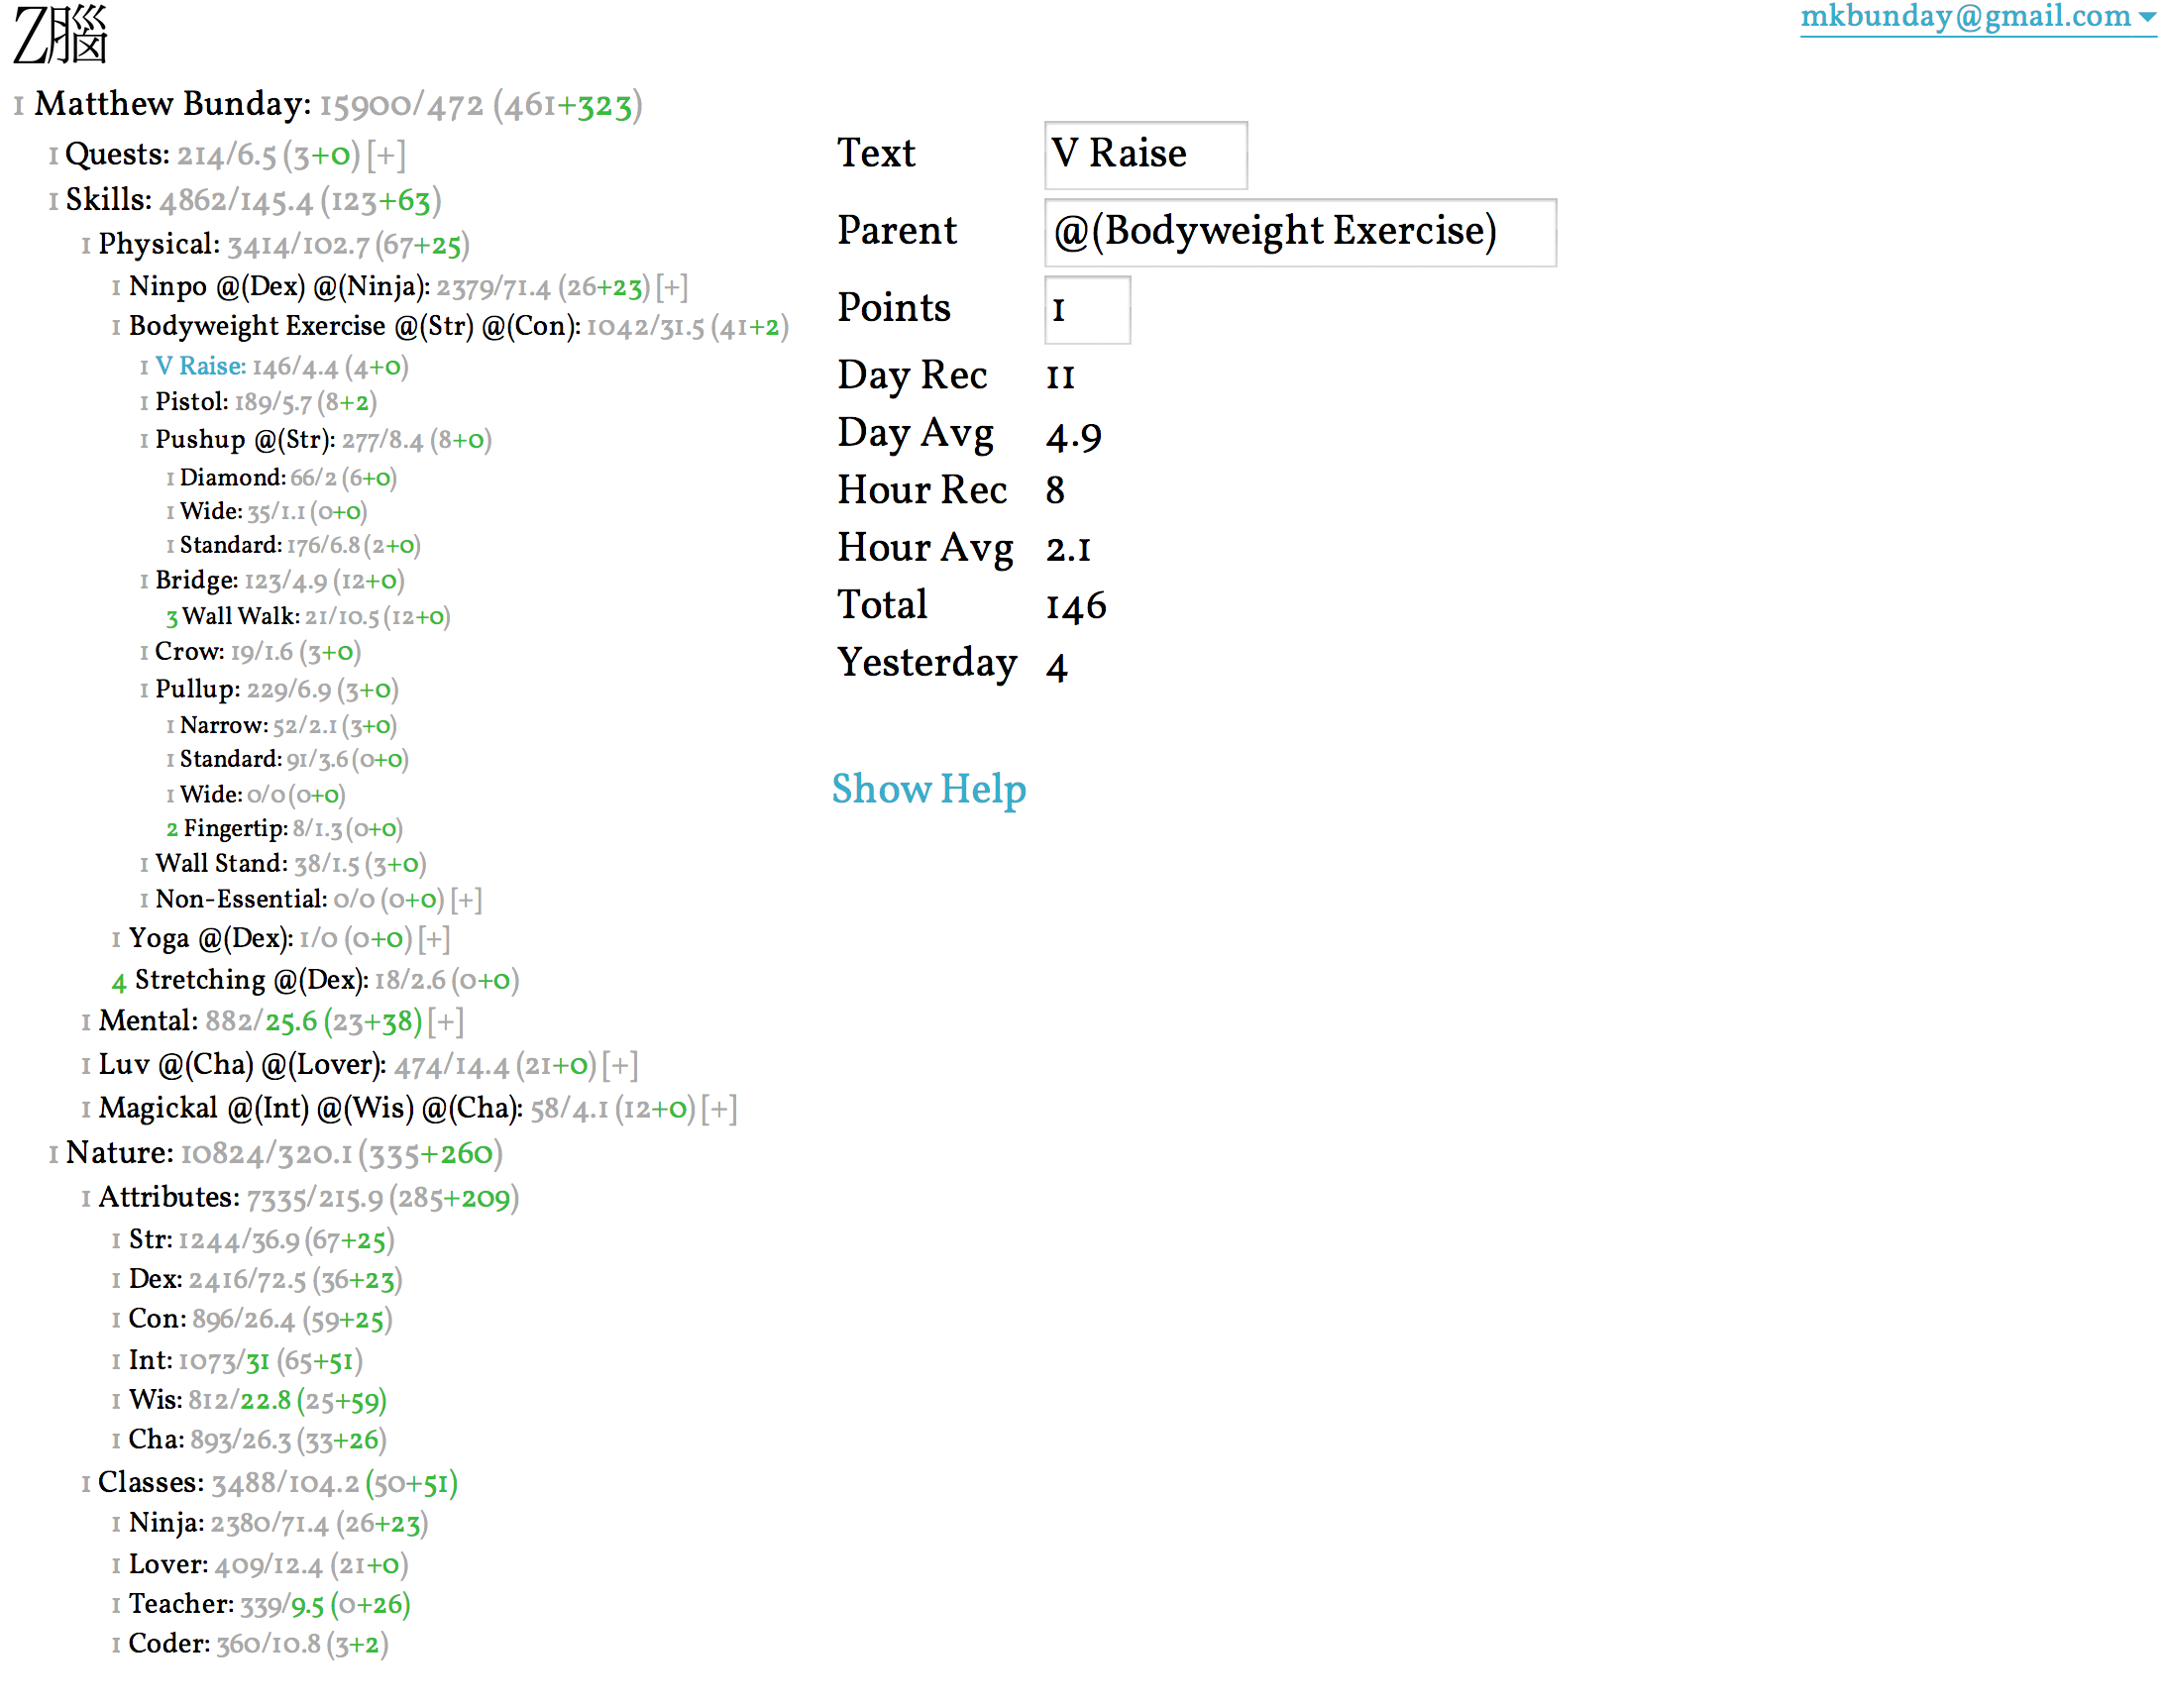 Z腦
mkbunday@gmail.com
1 Matthew Bunday: 15900/472 (461+323)
1 Quests: 214/6.5 (3+0) [+]
1 Skills: 4862/145.4 (123+63)
1 Physical: 3414/102.7 (67+25)
1 Ninpo @(Dex) @(Ninja): 2379/71.4 (26+23) [+]
1 Bodyweight Exercise @(Str) @(Con): 1042/31.5 (41+2)
1 V Raise: 146/4.4 (4+0)
1 Pistol: 189/5.7 (8+2)
1 Pushup @(Str): 277/8.4 (8+0)
1 Diamond: 66/2 (6+0)
1 Wide: 35/1.1 (0+0)
1 Standard: 176/6.8 (2+0)
1 Bridge: 123/4.9 (12+0)
3 Wall Walk: 21/10.5 (12+0)
1 Crow: 19/1.6 (3+0)
1 Pullup: 229/6.9 (3+0)
1 Narrow: 52/2.1 (3+0)
1 Standard: 91/3.6 (0+0)
1 Wide: 0/0 (0+0)
2 Fingertip: 8/1.3 (0+0)
1 Wall Stand: 38/1.5 (3+0)
1 Non-Essential: 0/0 (0+0) [+]
1 Yoga @(Dex): 1/0 (0+0) [+]
4 Stretching @(Dex): 18/2.6 (0+0)
1 Mental: 882/25.6 (23+38) [+]
1 Luv @(Cha) @(Lover): 474/14.4 (21+0) [+]
1 Magickal @(Int) @(Wis) @(Cha): 58/4.1 (12+0) [+]
1 Nature: 10824/320.1 (335+260)
1 Attributes: 7335/215.9 (285+209)
1 Str: 1244/36.9 (67+25)
1 Dex: 2416/72.5 (36+23)
1 Con: 896/26.4 (59+25)
1 Int: 1073/31 (65+51)
1 Wis: 812/22.8 (25+59)
1 Cha: 893/26.3 (33+26)
1 Classes: 3488/104.2 (50+51)
1 Ninja: 2380/71.4 (26+23)
1 Lover: 409/12.4 (21+0)
1 Teacher: 339/9.5 (0+26)
1 Coder: 360/10.8 (3+2)
Text V Raise
Parent @(Bodyweight Exercise)
Points 1
Day Rec 11
Day Avg 4.9
Hour Rec 8
Hour Avg 2.1
Total 146
Yesterday 4
Show Help